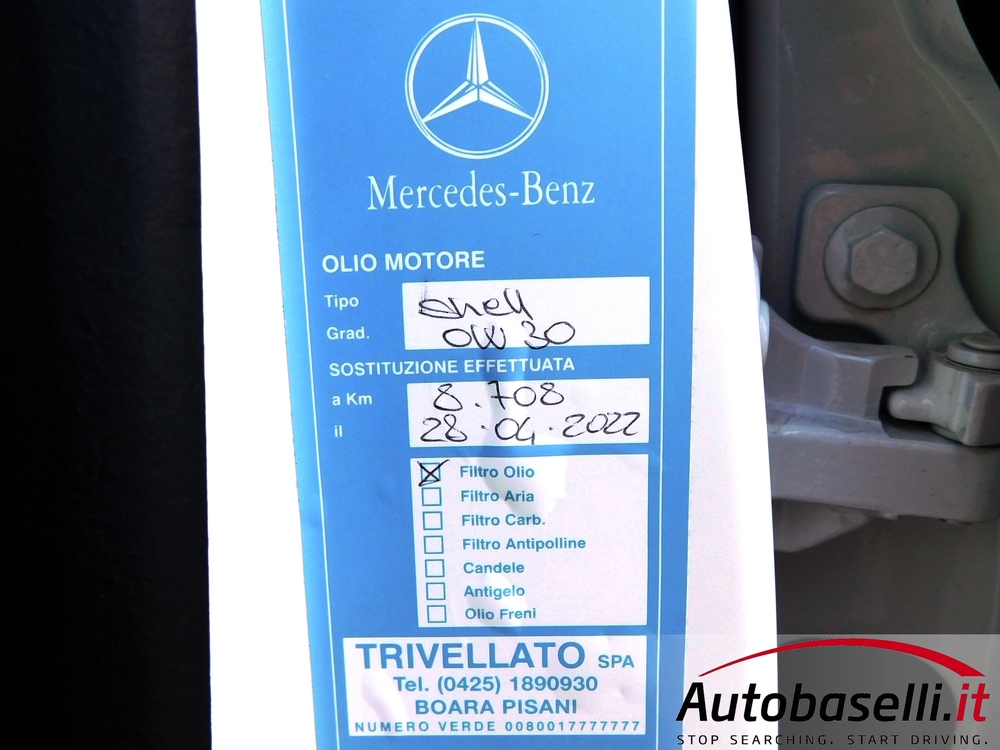 Mercedes-Benz
OLIO MOTORE
Tipo Shell
Grad. 0W30
SOSTITUZIONE EFFETTUATA
a Km 8.708
il 28.04.2022
Filtro Olio
Filtro Aria
Filtro Carb.
Filtro Antipolline
Candele
Antigelo
Olio Freni
TRIVELLATO SPA
Tel. (0425) 1890930
BOARA PISANI
NUMERO VERDE 0080017777777
Autobaselli.it
STOP SEARCHING. START DRIVING.